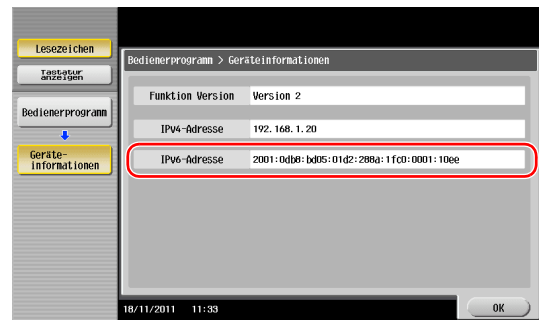 Lesezeichen
Tastatur
anzeigen
Bedienerprogramm > Geräteinformationen
Funktion Version Version 2
Bedienerprogramm
IPv4-Adresse 192.168.1.20
Geräte-
informationen
IPv6-Adresse 2001:0db8:bd05:01d2:288a:1fc0:0001:10ee
18/11/2011 11:33
OK